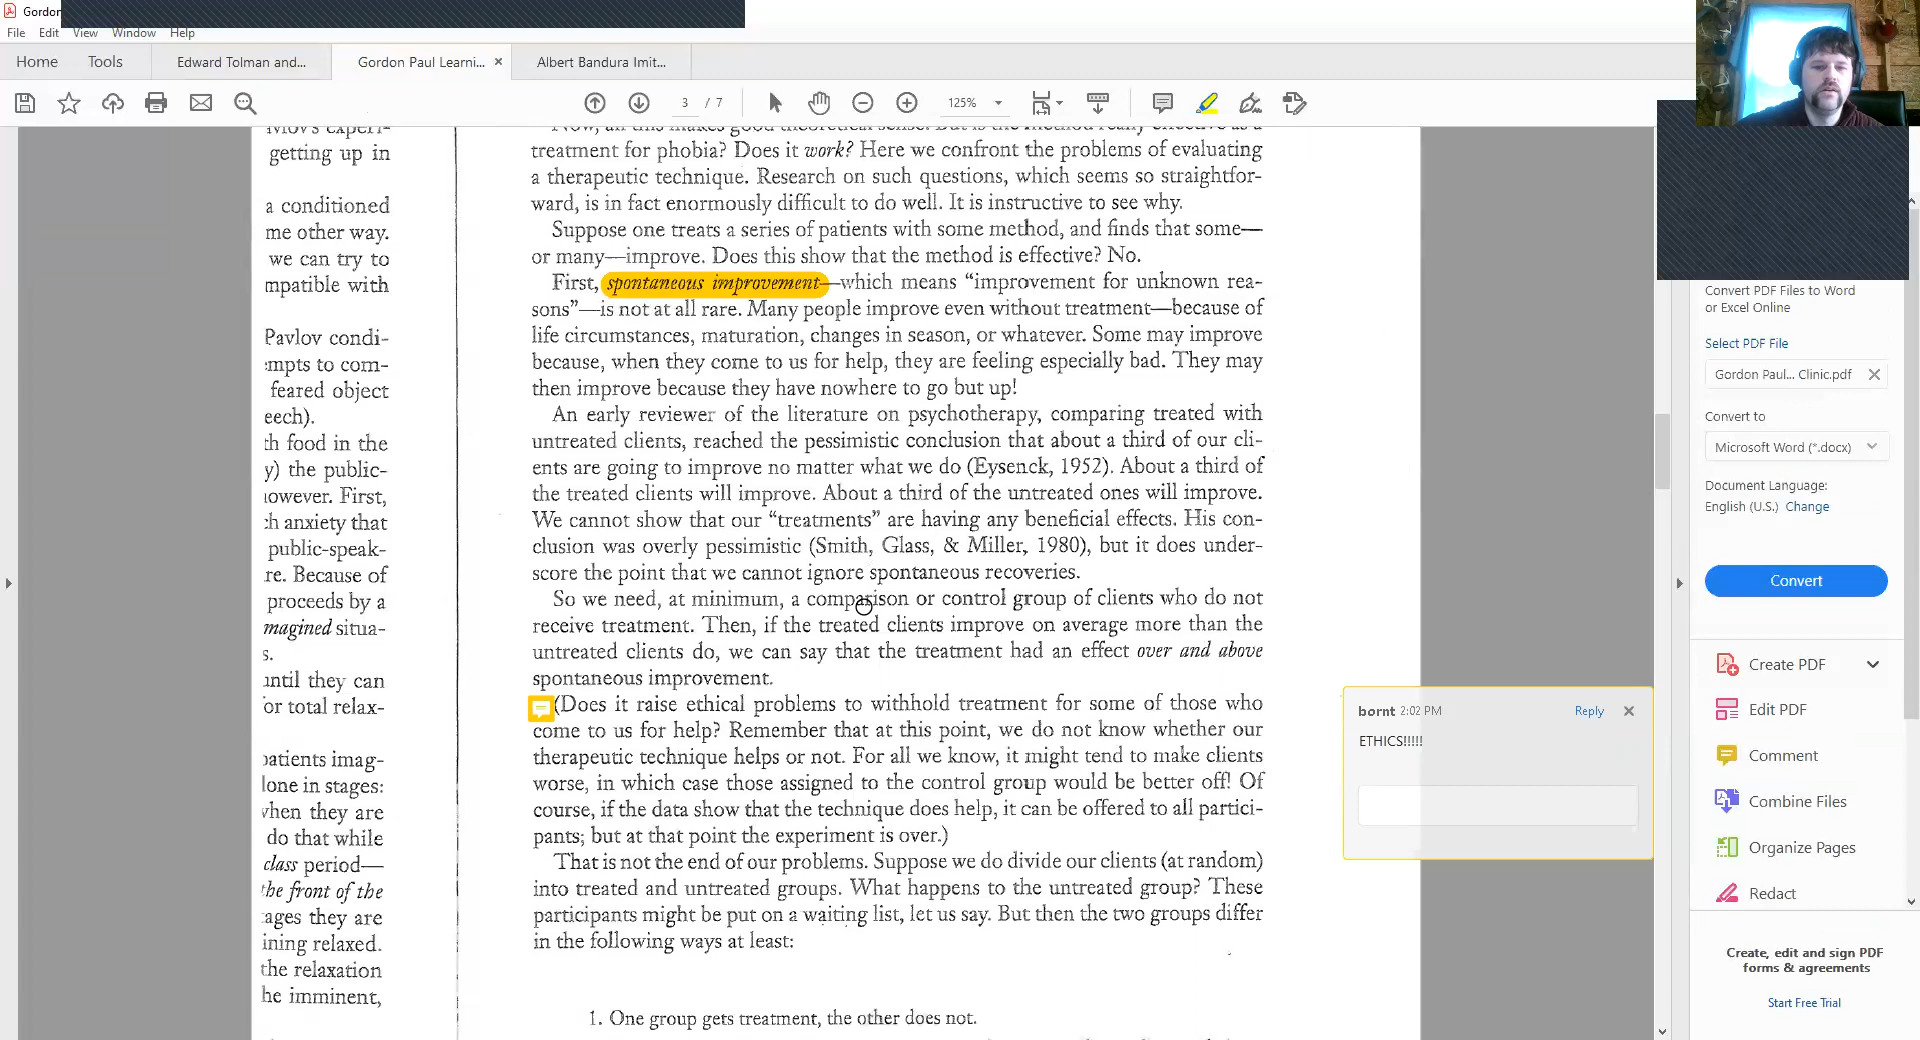 Gordon
File Edit View Window Help
Home Tools Edward Tolman and... Gordon Paul Learni... Albert Bandura Imit...
3 / 7 125%
avlov's experi-
getting up in
a conditioned
me other way.
we can try to
mpatible with
Pavlov condi-
empts to com-
feared object
eech).
th food in the
y) the public-
however. First,
ch anxiety that
public-speak-
re. Because of
proceeds by a
magined situa-
s.
until they can
for total relax-
patients imag-
done in stages:
when they are
do that while
class period—
the front of the
ages they are
ining relaxed.
the relaxation
he imminent,
Now, all this makes good theoretical sense. But is the method really effective as a
treatment for phobia? Does it work? Here we confront the problems of evaluating
a therapeutic technique. Research on such questions, which seems so straightfor-
ward, is in fact enormously difficult to do well. It is instructive to see why.
Suppose one treats a series of patients with some method, and finds that some—
or many—improve. Does this show that the method is effective? No.
First, spontaneous improvement—which means “improvement for unknown rea-
sons”—is not at all rare. Many people improve even without treatment—because of
life circumstances, maturation, changes in season, or whatever. Some may improve
because, when they come to us for help, they are feeling especially bad. They may
then improve because they have nowhere to go but up!
An early reviewer of the literature on psychotherapy, comparing treated with
untreated clients, reached the pessimistic conclusion that about a third of our cli-
ents are going to improve no matter what we do (Eysenck, 1952). About a third of
the treated clients will improve. About a third of the untreated ones will improve.
We cannot show that our “treatments” are having any beneficial effects. His con-
clusion was overly pessimistic (Smith, Glass, & Miller, 1980), but it does under-
score the point that we cannot ignore spontaneous recoveries.
So we need, at minimum, a comparison or control group of clients who do not
receive treatment. Then, if the treated clients improve on average more than the
untreated clients do, we can say that the treatment had an effect over and above
spontaneous improvement.
(Does it raise ethical problems to withhold treatment for some of those who
come to us for help? Remember that at this point, we do not know whether our
therapeutic technique helps or not. For all we know, it might tend to make clients
worse, in which case those assigned to the control group would be better off! Of
course, if the data show that the technique does help, it can be offered to all partici-
pants; but at that point the experiment is over.)
That is not the end of our problems. Suppose we do divide our clients (at random)
into treated and untreated groups. What happens to the untreated group? These
participants might be put on a waiting list, let us say. But then the two groups differ
in the following ways at least:
1. One group gets treatment, the other does not.
bornt 2:02 PM Reply
ETHICS!!!!!
Convert PDF Files to Word
or Excel Online
Select PDF File
Gordon Paul... Clinic.pdf
Convert to
Microsoft Word (*.docx)
Document Language:
English (U.S.) Change
Convert
Create PDF
Edit PDF
Comment
Combine Files
Organize Pages
Redact
Create, edit and sign PDF
forms & agreements
Start Free Trial